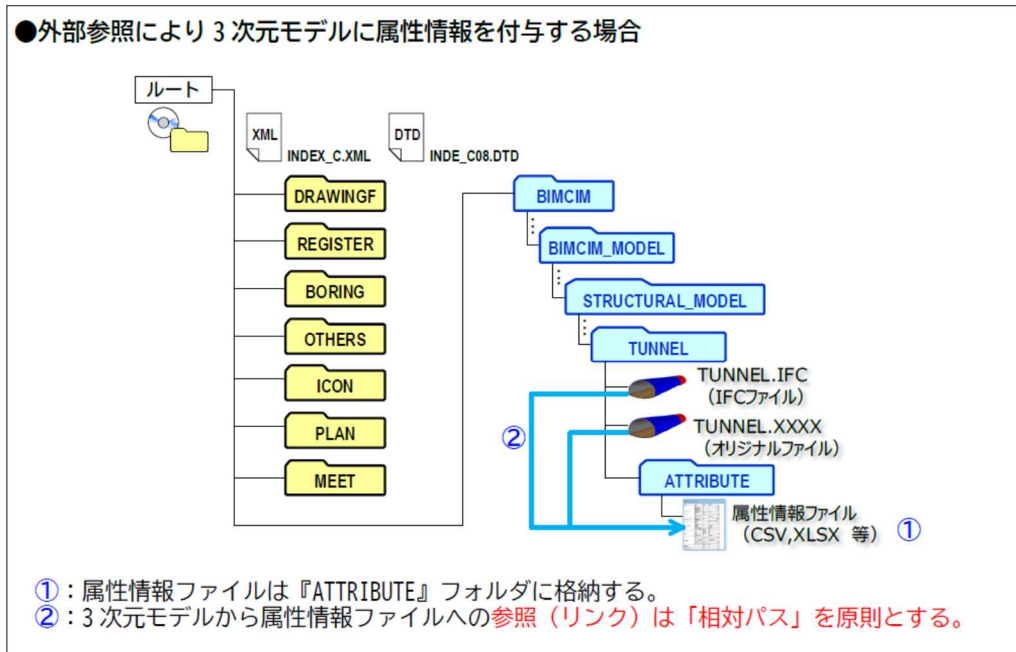 ●外部参照により3次元モデルに属性情報を付与する場合
ルート
XML
INDEX_C.XML
DTD
INDE_C08.DTD
DRAWINGF
REGISTER
BORING
OTHERS
ICON
PLAN
MEET
BIMCIM
BIMCIM_MODEL
STRUCTURAL_MODEL
TUNNEL
TUNNEL.IFC
(IFCファイル)
TUNNEL.XXXX
(オリジナルファイル)
②
ATTRIBUTE
属性情報ファイル
(CSV,XLSX 等)
①
①:属性情報ファイルは『ATTRIBUTE』フォルダに格納する。
②:3次元モデルから属性情報ファイルへの参照(リンク)は「相対パス」を原則とする。